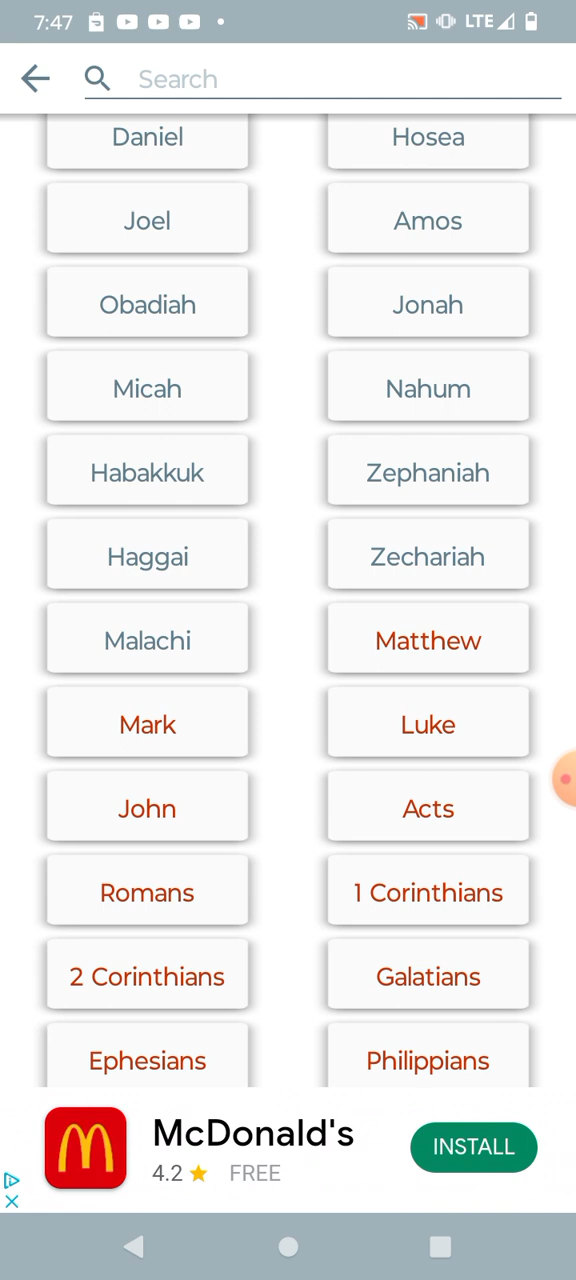 7:47 LTE
Search
Daniel Hosea
Joel Amos
Obadiah Jonah
Micah Nahum
Habakkuk Zephaniah
Haggai Zechariah
Malachi Matthew
Mark Luke
John Acts
Romans 1 Corinthians
2 Corinthians Galatians
Ephesians Philippians
McDonald's
4.2 FREE
INSTALL